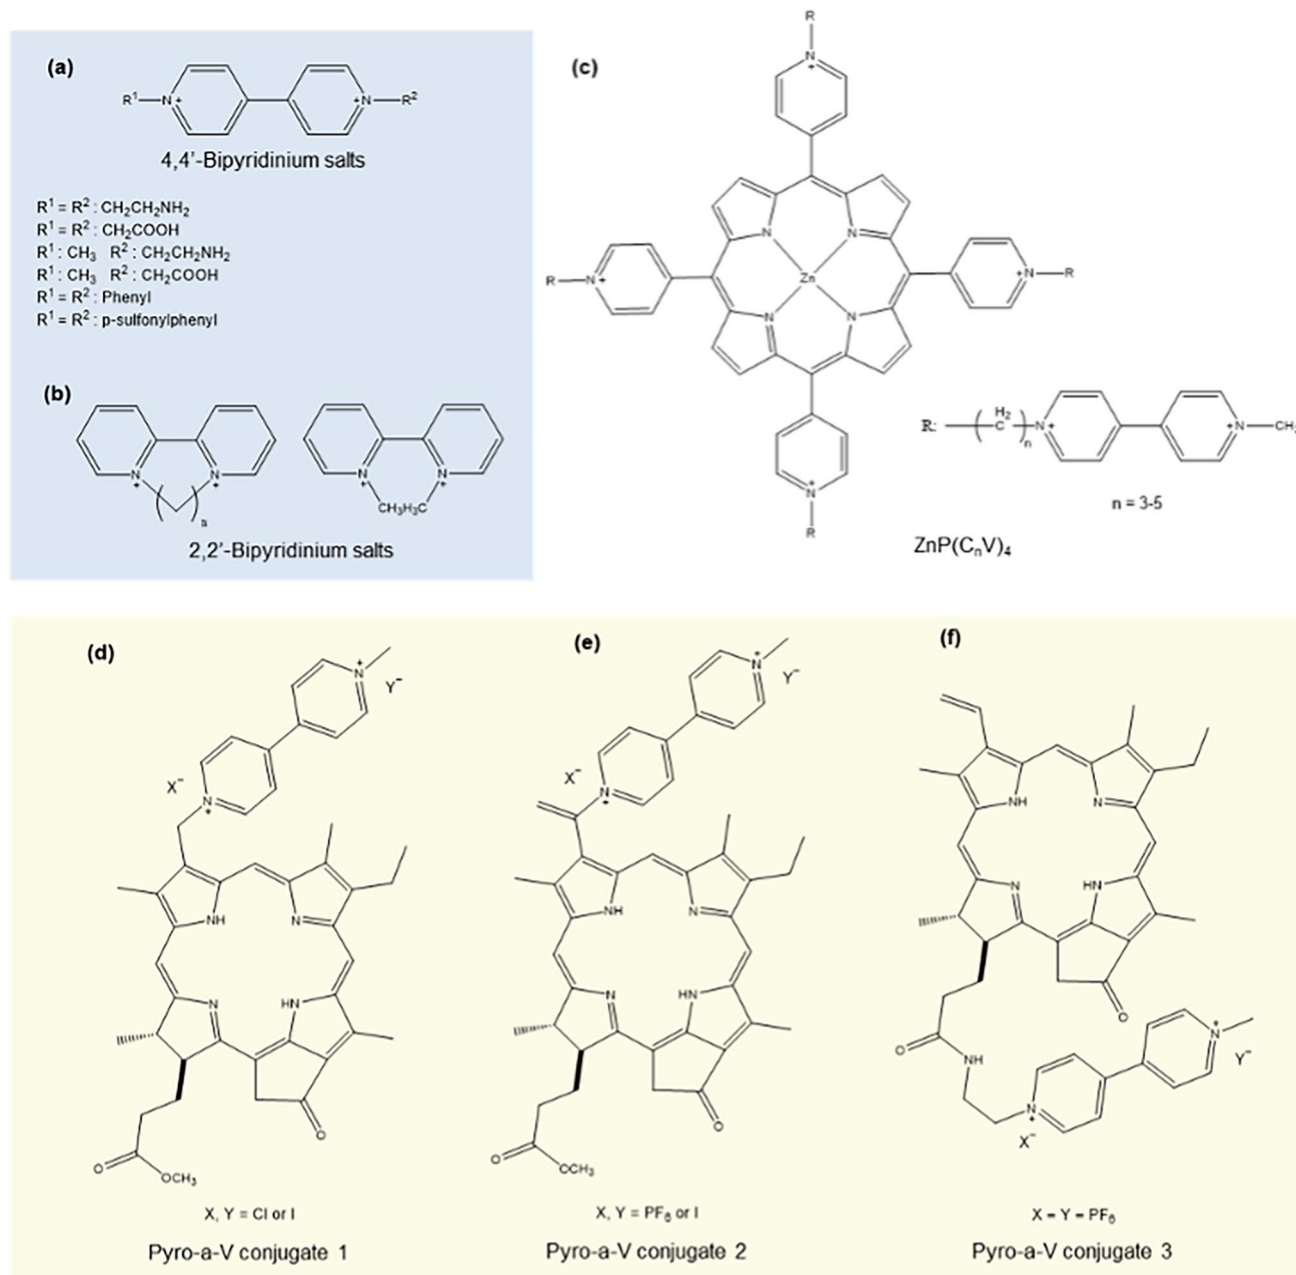 (a)
R¹ N⁺ ⁺N R²
4,4'-Bipyridinium salts
R¹ = R² : CH₂CH₂NH₂
R¹ = R² : CH₂COOH
R¹ : CH₃ R² : CH₂CH₂NH₂
R¹ : CH₃ R² : CH₂COOH
R¹ = R² : Phenyl
R¹ = R² : p-sulfonylphenyl
(b)
N⁺ N⁺ N⁺ N⁺
( )ₐ CH₃H₃C
2,2'-Bipyridinium salts
(c)
R
N⁺
N N
R N⁺ Zn ⁺N R
N N
N⁺
R
R: ( H₂C )ₙ N⁺ ⁺N CH₃
n = 3-5
ZnP(CₙV)₄
(d)
N⁺
Y⁻
X⁻
N⁺
NH N
N HN
O
O OCH₃
X, Y = Cl or I
Pyro-a-V conjugate 1
(e)
N⁺
Y⁻
X⁻
N⁺
NH N
N HN
O
O OCH₃
X, Y = PF₆ or I
Pyro-a-V conjugate 2
(f)
NH N
N HN
O
O NH
N⁺
Y⁻
N⁺
X⁻
X = Y = PF₆
Pyro-a-V conjugate 3